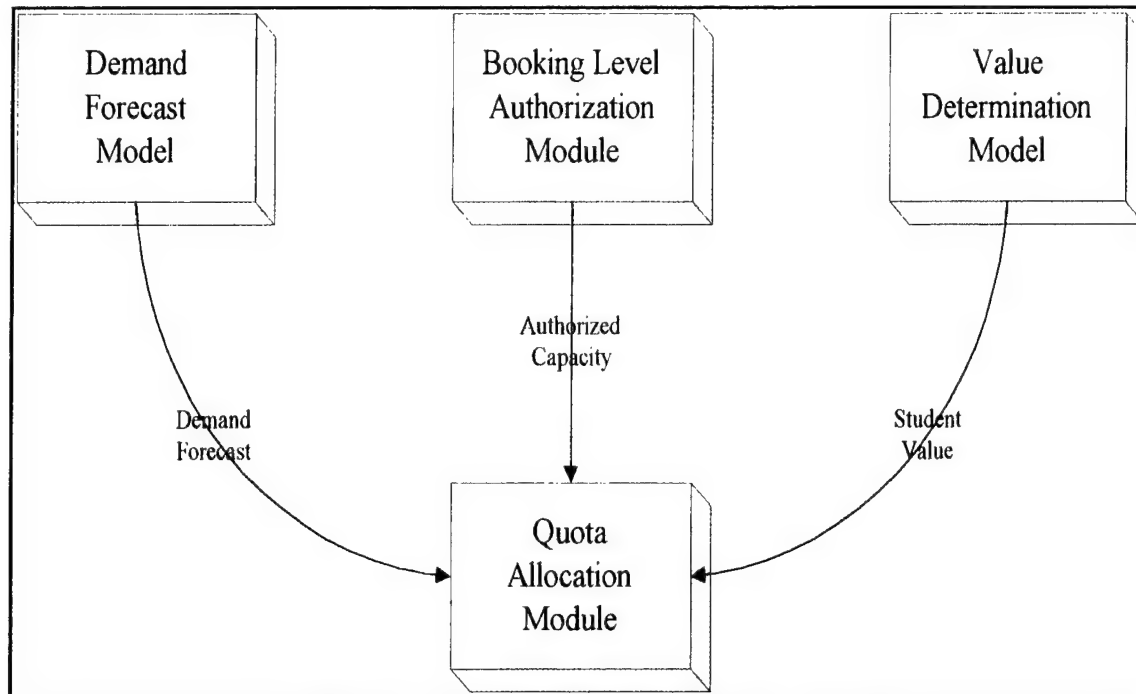 Demand
Forecast
Model
Booking Level
Authorization
Module
Value
Determination
Model
Authorized
Capacity
Demand
Forecast
Student
Value
Quota
Allocation
Module